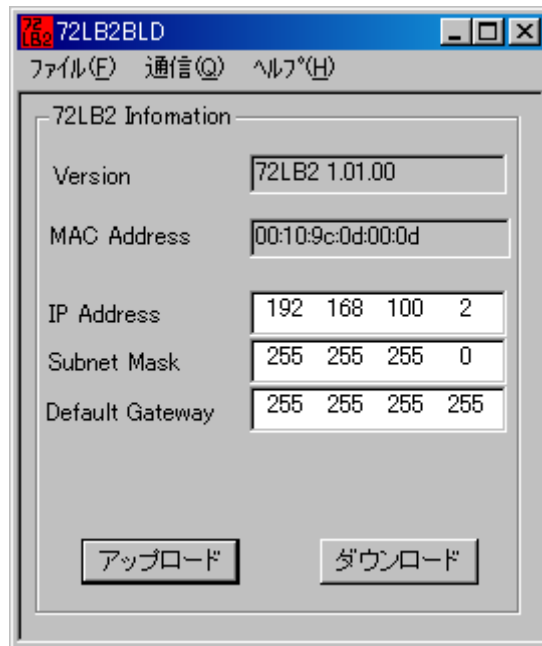 72 LB2 72LB2BLD
ﾌｧｲﾙ(F) 通信(Q) ﾍﾙﾌﾟ(H)
72LB2 Infomation
Version 72LB2 1.01.00
MAC Address 00:10:9c:0d:00:0d
IP Address 192 168 100 2
Subnet Mask 255 255 255 0
Default Gateway 255 255 255 255
アップロード ダウンロード